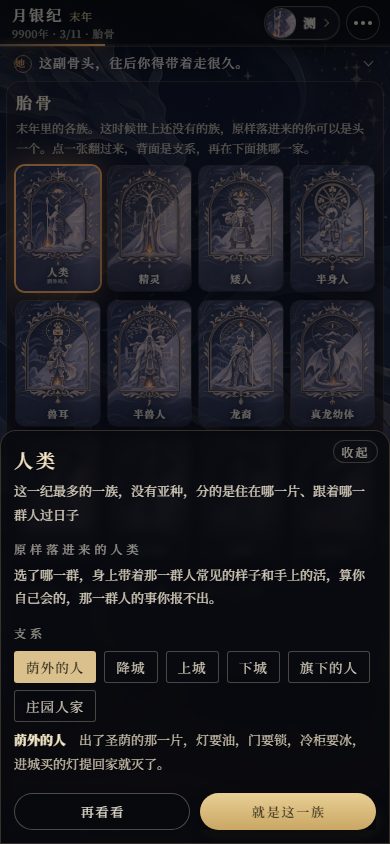 月银纪 末年
9900年 · 3/11 · 胎骨
测
她 这副骨头，往后你得带着走很久。
胎骨
末年里的各族。这时候世上还没有的族，原样落进来的你可以是头
一个。点一张翻过来，背面是支系，再在下面挑哪一家。
人类
荫外的人
精灵
矮人
半身人
兽耳
半兽人
龙裔
真龙幼体
收起
人类
这一纪最多的一族，没有亚种，分的是住在哪一片、跟着哪一
群人过日子
原样落进来的人类
选了哪一群，身上带着那一群人常见的样子和手上的活，算你
自己会的，那一群人的事你报不出。
支系
荫外的人 降城 上城 下城 旗下的人
庄园人家
荫外的人 出了圣荫的那一片，灯要油，门要锁，冷柜要冰，
进城买的灯提回家就灭了。
再看看
就是这一族